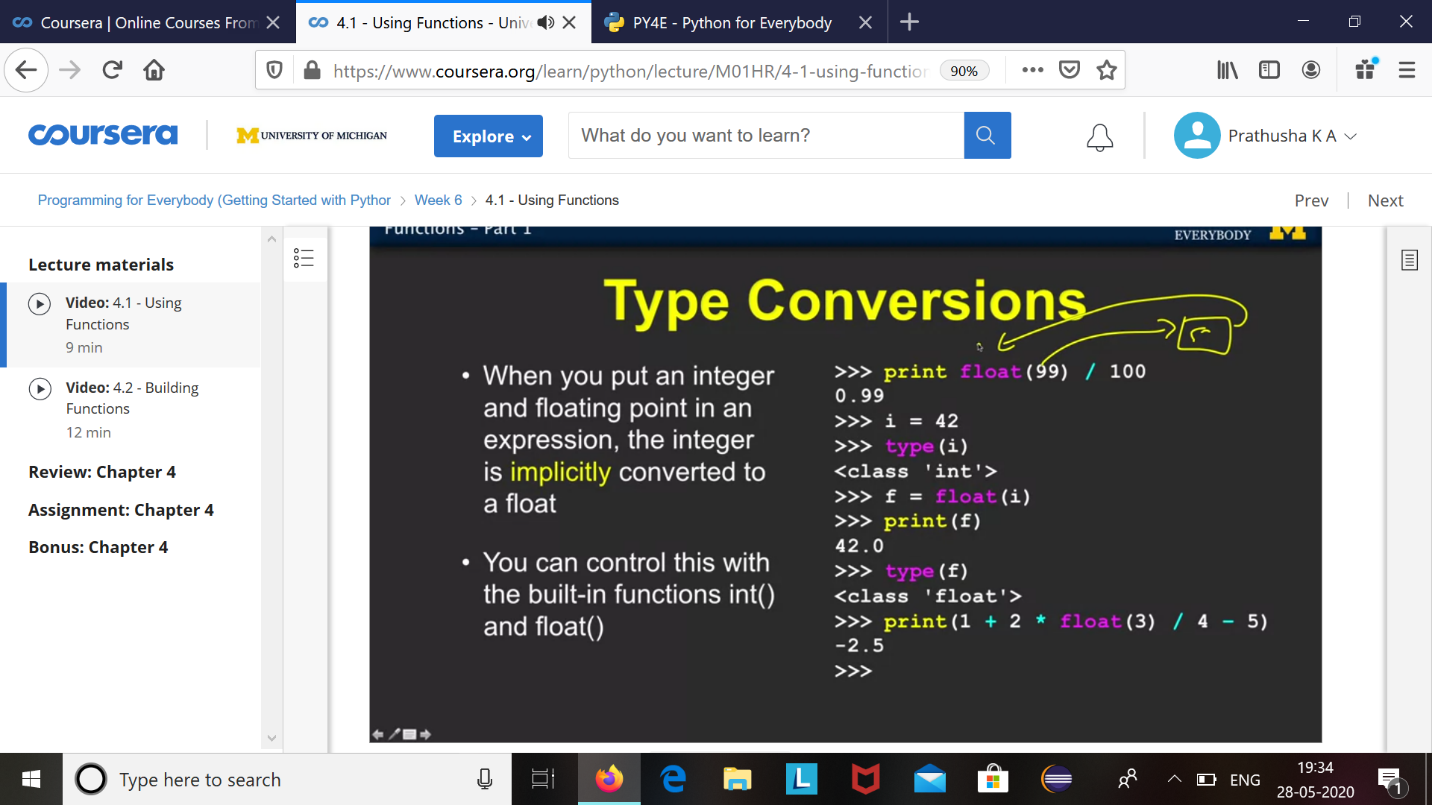 Coursera | Online Courses From
4.1 - Using Functions - Univ
PY4E - Python for Everybody
https://www.coursera.org/learn/python/lecture/M01HR/4-1-using-function
90%
coursera
M UNIVERSITY OF MICHIGAN
Explore
What do you want to learn?
Prathusha K A
Programming for Everybody (Getting Started with Python
Week 6
4.1 - Using Functions
Prev
Next
Lecture materials
Video: 4.1 - Using
Functions
9 min
Video: 4.2 - Building
Functions
12 min
Review: Chapter 4
Assignment: Chapter 4
Bonus: Chapter 4
Functions – Part 1
EVERYBODY
M
Type Conversions
• When you put an integer
and floating point in an
expression, the integer
is implicitly converted to
a float
• You can control this with
the built-in functions int()
and float()
>>> print float(99) / 100
0.99
>>> i = 42
>>> type(i)
<class 'int'>
>>> f = float(i)
>>> print(f)
42.0
>>> type(f)
<class 'float'>
>>> print(1 + 2 * float(3) / 4 - 5)
-2.5
>>>
Type here to search
L
ENG
19:34
28-05-2020
1